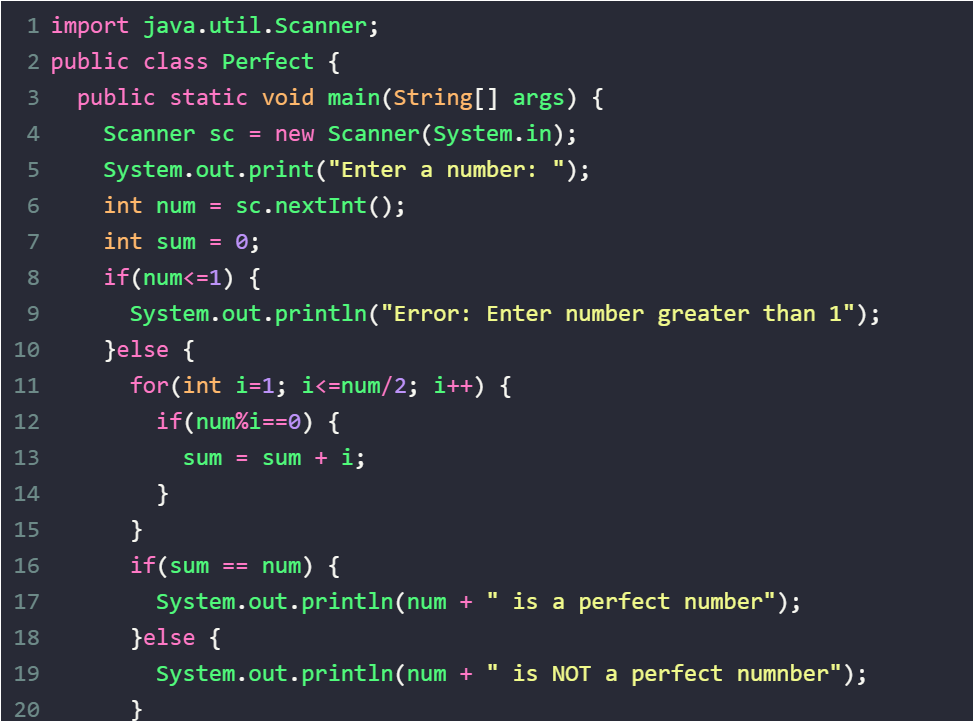 1 import java.util.Scanner;
2 public class Perfect {
3   public static void main(String[] args) {
4     Scanner sc = new Scanner(System.in);
5     System.out.print("Enter a number: ");
6     int num = sc.nextInt();
7     int sum = 0;
8     if(num<=1) {
9       System.out.println("Error: Enter number greater than 1");
10     }else {
11       for(int i=1; i<=num/2; i++) {
12         if(num%i==0) {
13           sum = sum + i;
14         }
15       }
16       if(sum == num) {
17         System.out.println(num + " is a perfect number");
18       }else {
19         System.out.println(num + " is NOT a perfect numnber");
20       }